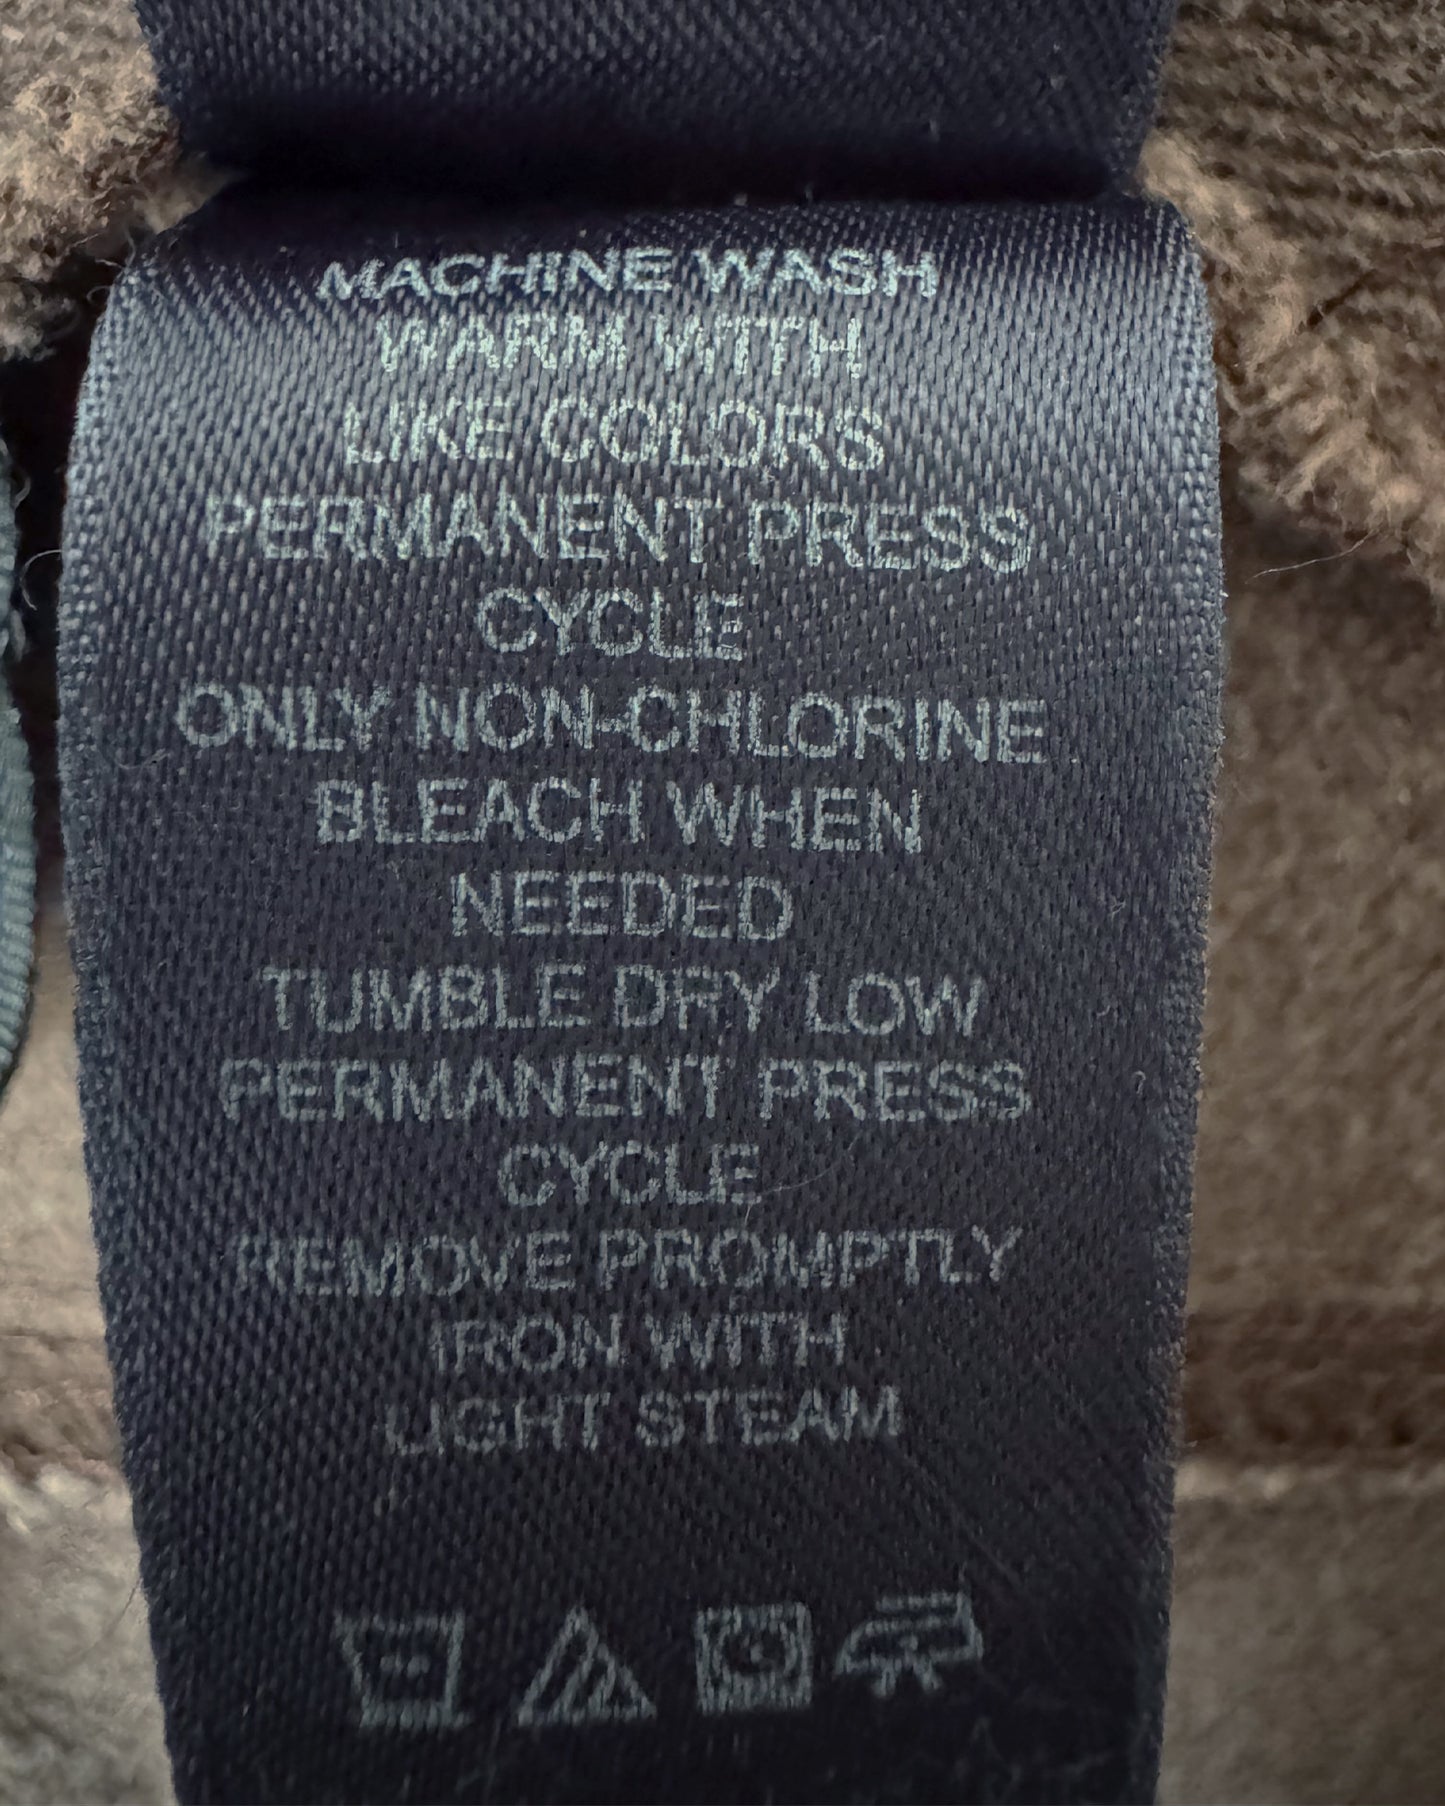 MACHINE WASH
WARM WITH
LIKE COLORS
PERMANENT PRESS
CYCLE
ONLY NON-CHLORINE
BLEACH WHEN
NEEDED
TUMBLE DRY LOW
PERMANENT PRESS
CYCLE
REMOVE PROMPTLY
IRON WITH
LIGHT STEAM